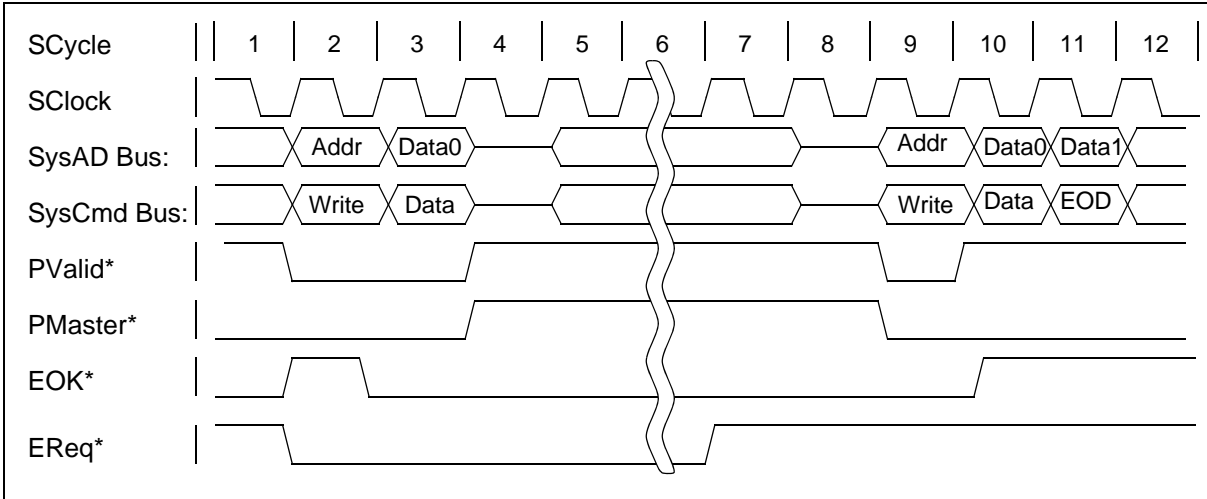 SCycle 1 2 3 4 5 6 7 8 9 10 11 12
SClock
SysAD Bus: Addr Data0 Addr Data0 Data1
SysCmd Bus: Write Data Write Data EOD
PValid*
PMaster*
EOK*
EReq*